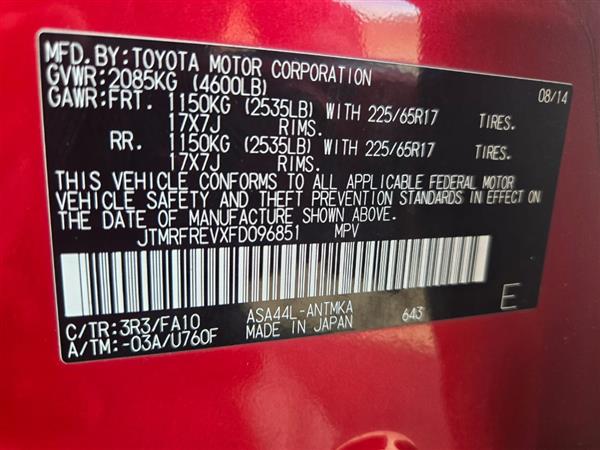 MFD. BY: TOYOTA MOTOR CORPORATION
GVWR: 2085KG (4600LB) 08/14
GAWR: FRT. 1150KG (2535LB) WITH 225/65R17 TIRES.
17X7J RIMS.
RR. 1150KG (2535LB) WITH 225/65R17 TIRES.
17X7J RIMS.
THIS VEHICLE CONFORMS TO ALL APPLICABLE FEDERAL MOTOR
VEHICLE SAFETY AND THEFT PREVENTION STANDARDS IN EFFECT ON
THE DATE OF MANUFACTURE SHOWN ABOVE.
JTMRFREVXFD096851 MPV
C/TR: 3R3/FA10 ASA44L-ANTMKA 643 E
A/TM: -03A/U760F MADE IN JAPAN